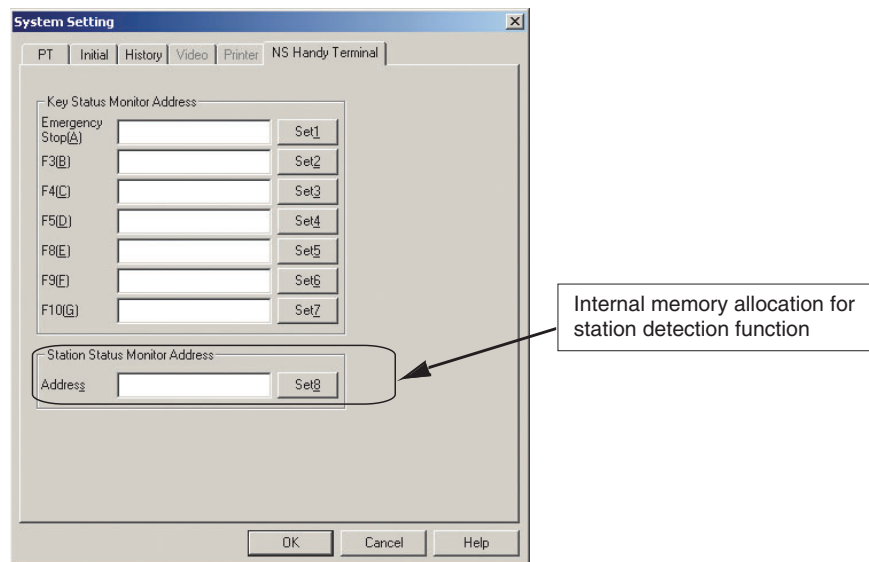 System Setting
PT Initial History Video Printer NS Handy Terminal
Key Status Monitor Address
Emergency
Stop(A) Set1
F3(B) Set2
F4(C) Set3
F5(D) Set4
F8(E) Set5
F9(F) Set6
F10(G) Set7
Internal memory allocation for
station detection function
Station Status Monitor Address
Address Set8
OK Cancel Help